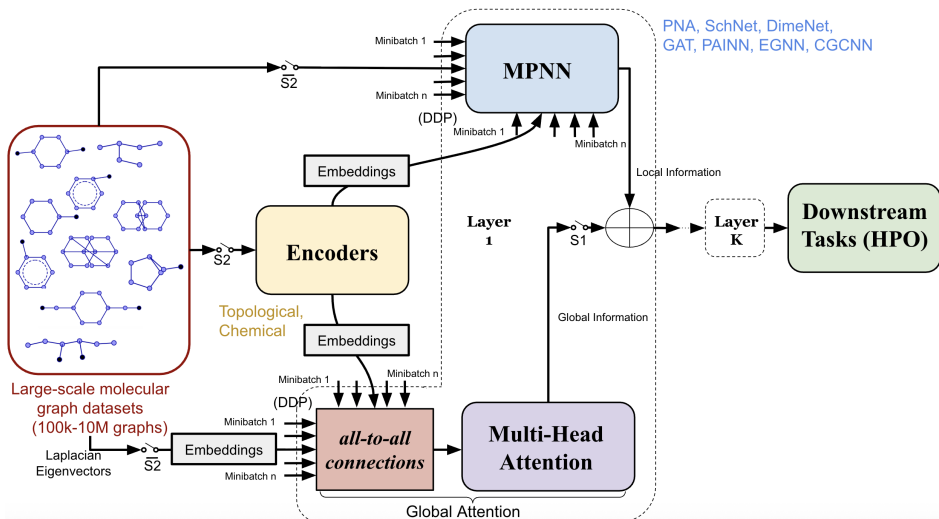 PNA, SchNet, DimeNet,
GAT, PAINN, EGNN, CGCNN
Minibatch 1
MPNN
S2
Minibatch n
(DDP)
Minibatch 1
Minibatch n
Embeddings
Local Information
Layer
1
Encoders
S2
S1
Layer
K
Downstream
Tasks (HPO)
Topological,
Chemical
Global Information
Embeddings
Minibatch 1
Minibatch n
(DDP)
Large-scale molecular
graph datasets
(100k-10M graphs)
Minibatch 1
all-to-all
connections
Multi-Head
Attention
Laplacian
Eigenvectors
S2
Embeddings
Minibatch n
Global Attention